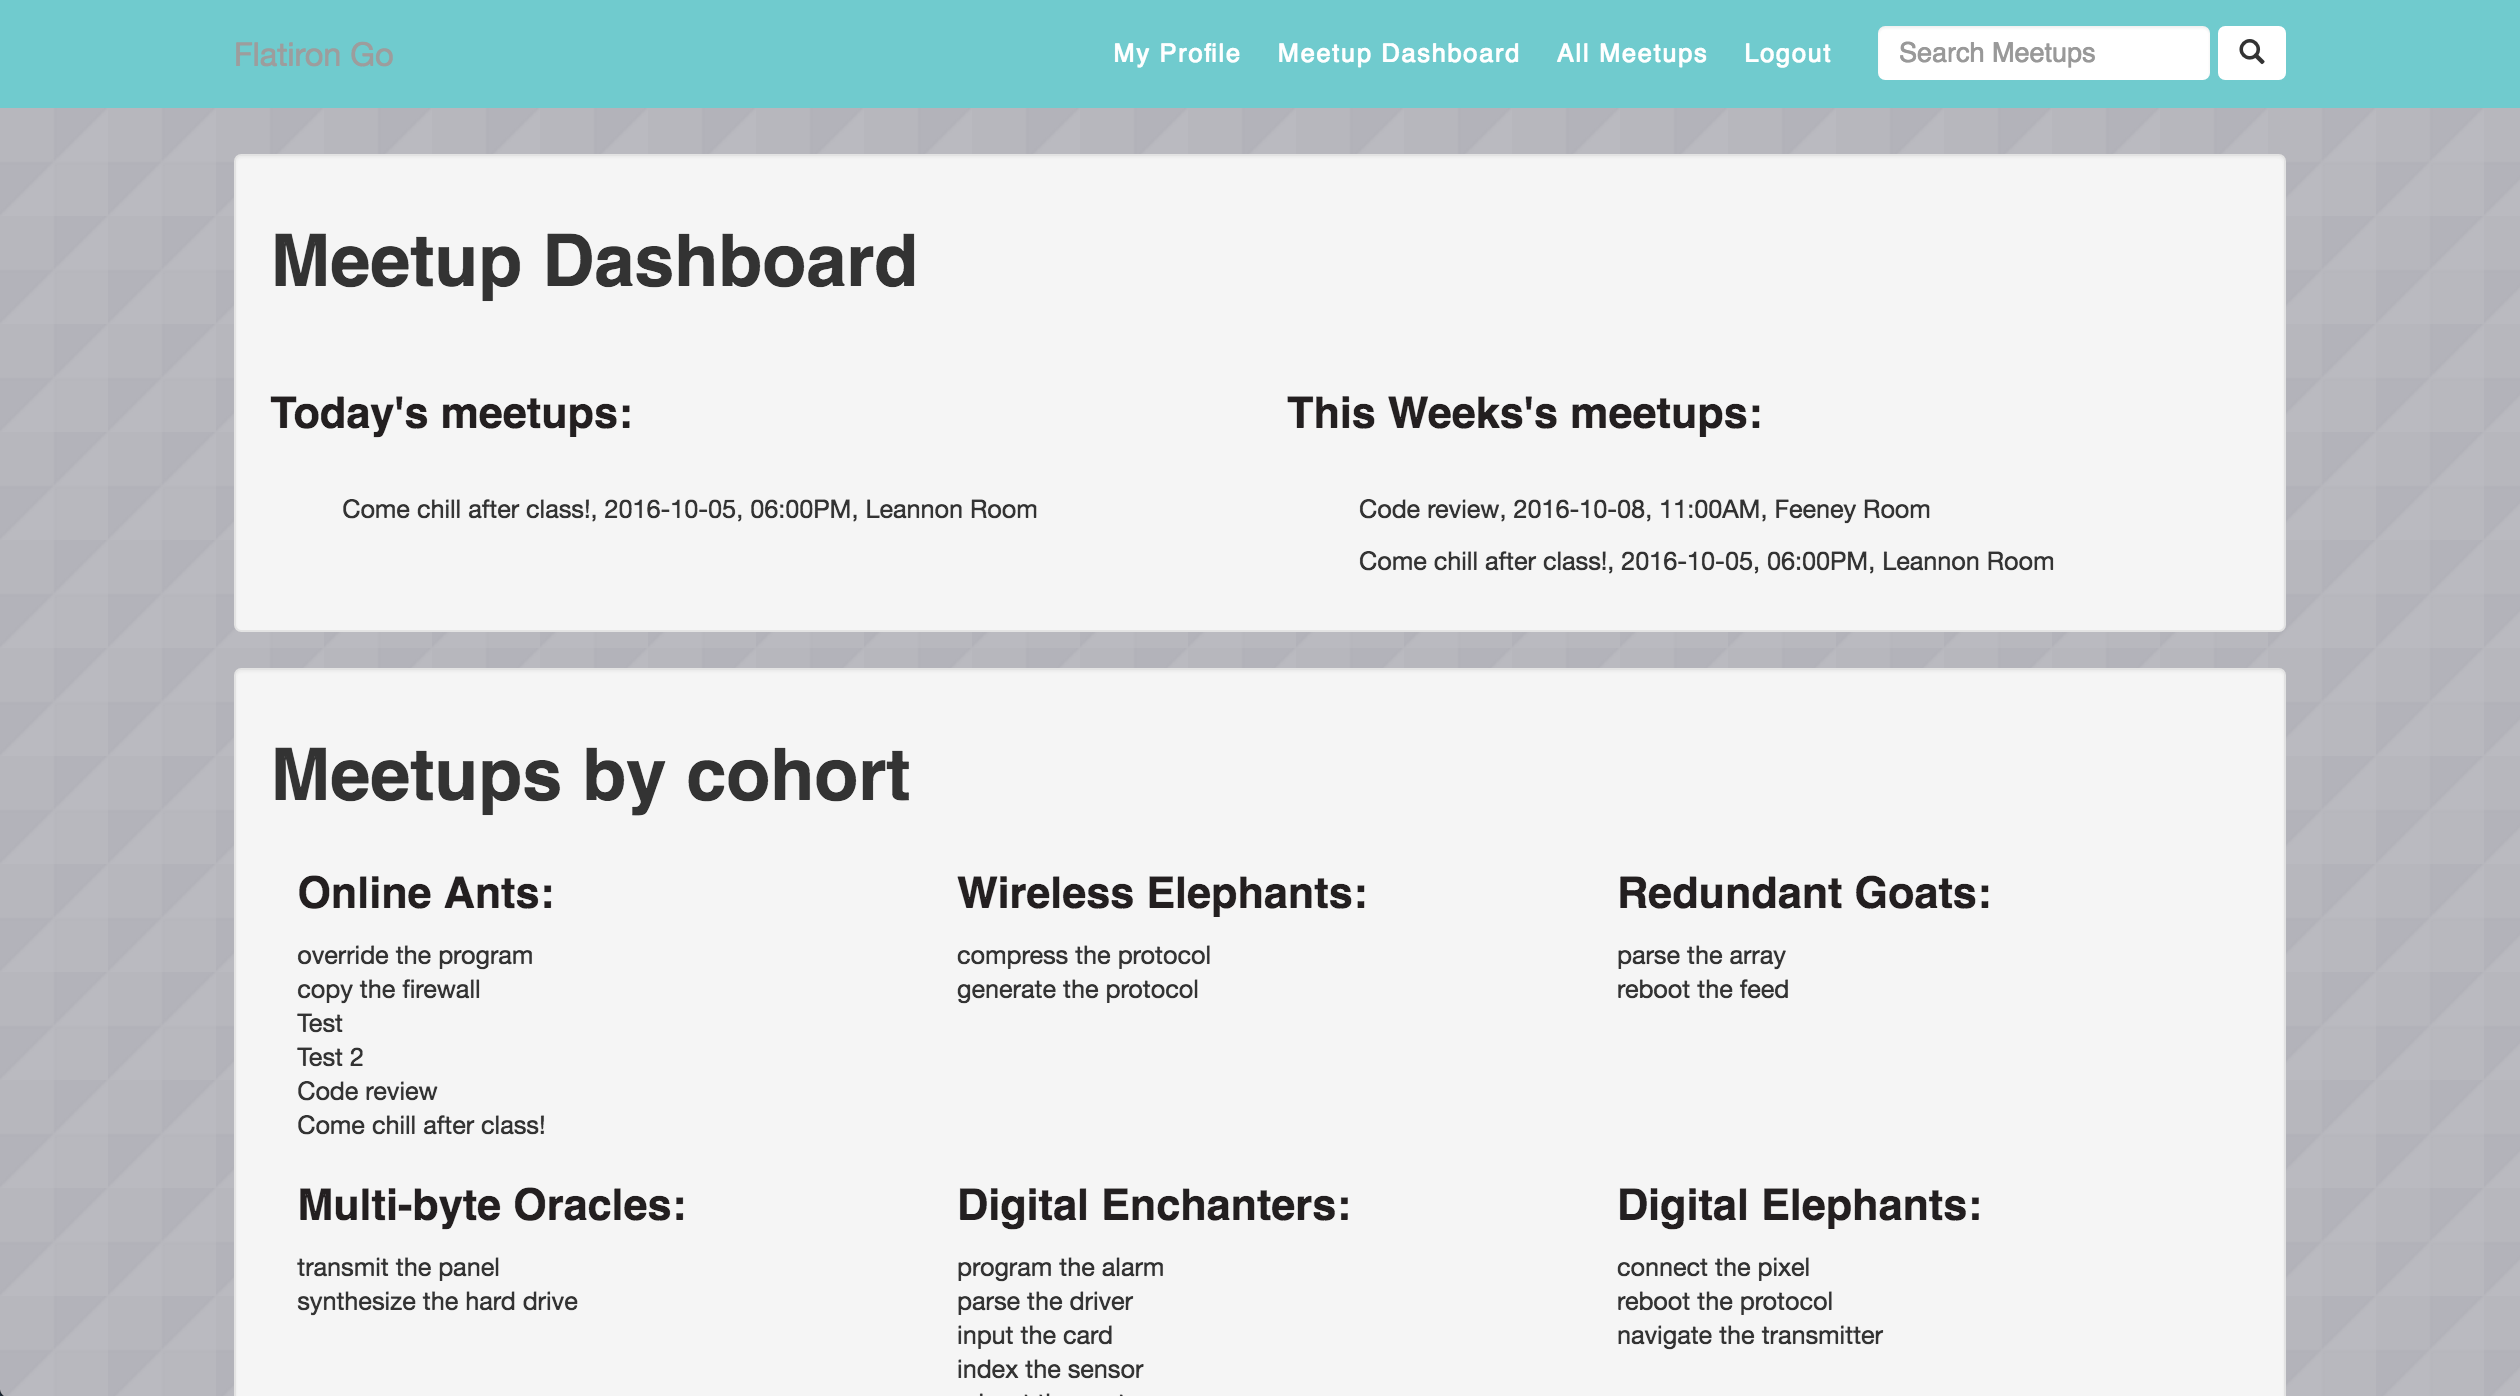 Flatiron Go
My Profile
Meetup Dashboard
All Meetups
Logout
Search Meetups
Meetup Dashboard
Today's meetups:
Come chill after class!, 2016-10-05, 06:00PM, Leannon Room
This Weeks's meetups:
Code review, 2016-10-08, 11:00AM, Feeney Room
Come chill after class!, 2016-10-05, 06:00PM, Leannon Room
Meetups by cohort
Online Ants:
override the program
copy the firewall
Test
Test 2
Code review
Come chill after class!
Wireless Elephants:
compress the protocol
generate the protocol
Redundant Goats:
parse the array
reboot the feed
Multi-byte Oracles:
transmit the panel
synthesize the hard drive
Digital Enchanters:
program the alarm
parse the driver
input the card
index the sensor
Digital Elephants:
connect the pixel
reboot the protocol
navigate the transmitter